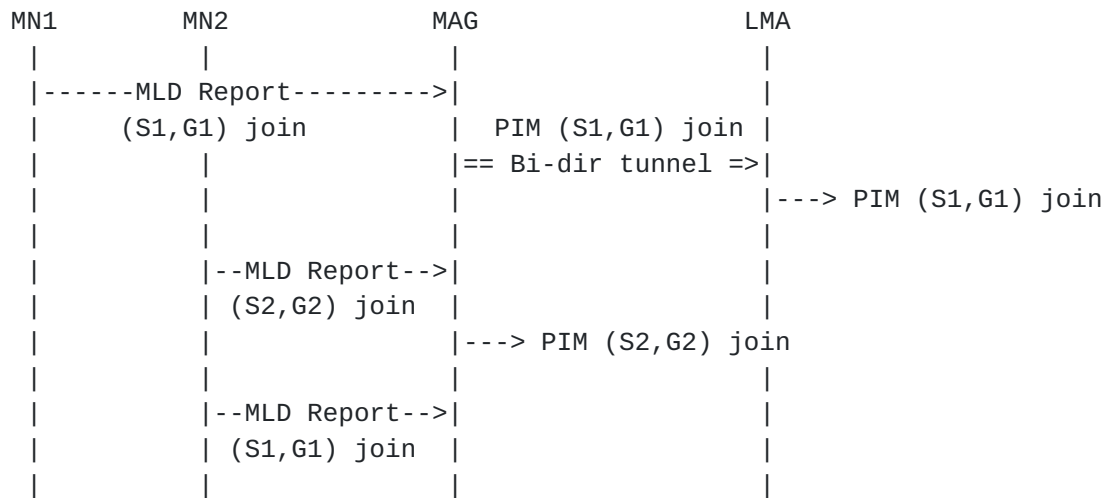 MN1 MN2 MAG LMA
| | | |
|------MLD Report--------->| |
| (S1,G1) join | PIM (S1,G1) join |
| | |== Bi-dir tunnel =>|
| | | |---> PIM (S1,G1) join
| | | |
| |--MLD Report-->| |
| | (S2,G2) join | |
| | |---> PIM (S2,G2) join
| | | |
| |--MLD Report-->| |
| | (S1,G1) join | |
| | | |